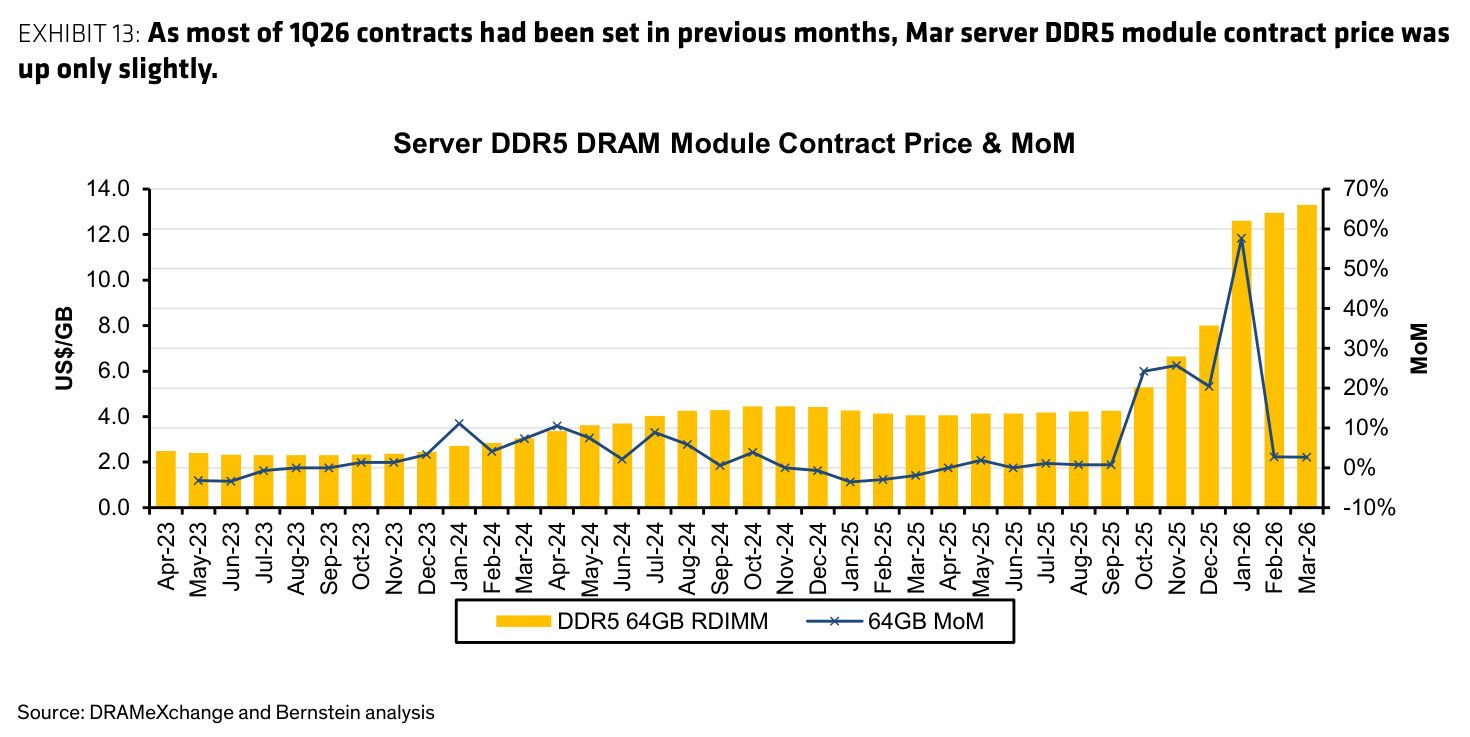 EXHIBIT 13: As most of 1Q26 contracts had been set in previous months, Mar server DDR5 module contract price was
up only slightly.
Server DDR5 DRAM Module Contract Price & MoM
14.0
12.0
10.0
8.0
6.0
4.0
2.0
0.0
US$/GB
70%
60%
50%
40%
30%
20%
10%
0%
-10%
MoM
Apr-23
May-23
Jun-23
Jul-23
Aug-23
Sep-23
Oct-23
Nov-23
Dec-23
Jan-24
Feb-24
Mar-24
Apr-24
May-24
Jun-24
Jul-24
Aug-24
Sep-24
Oct-24
Nov-24
Dec-24
Jan-25
Feb-25
Mar-25
Apr-25
May-25
Jun-25
Jul-25
Aug-25
Sep-25
Oct-25
Nov-25
Dec-25
Jan-26
Feb-26
Mar-26
DDR5 64GB RDIMM
64GB MoM
Source: DRAMeXchange and Bernstein analysis